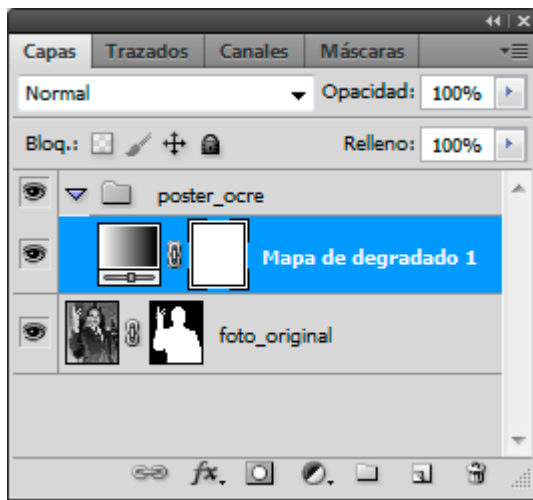 Capas Trazados Canales Máscaras
Normal Opacidad: 100%
Bloq.: Relleno: 100%
poster_ocre
Mapa de degradado 1
foto_original
fx.